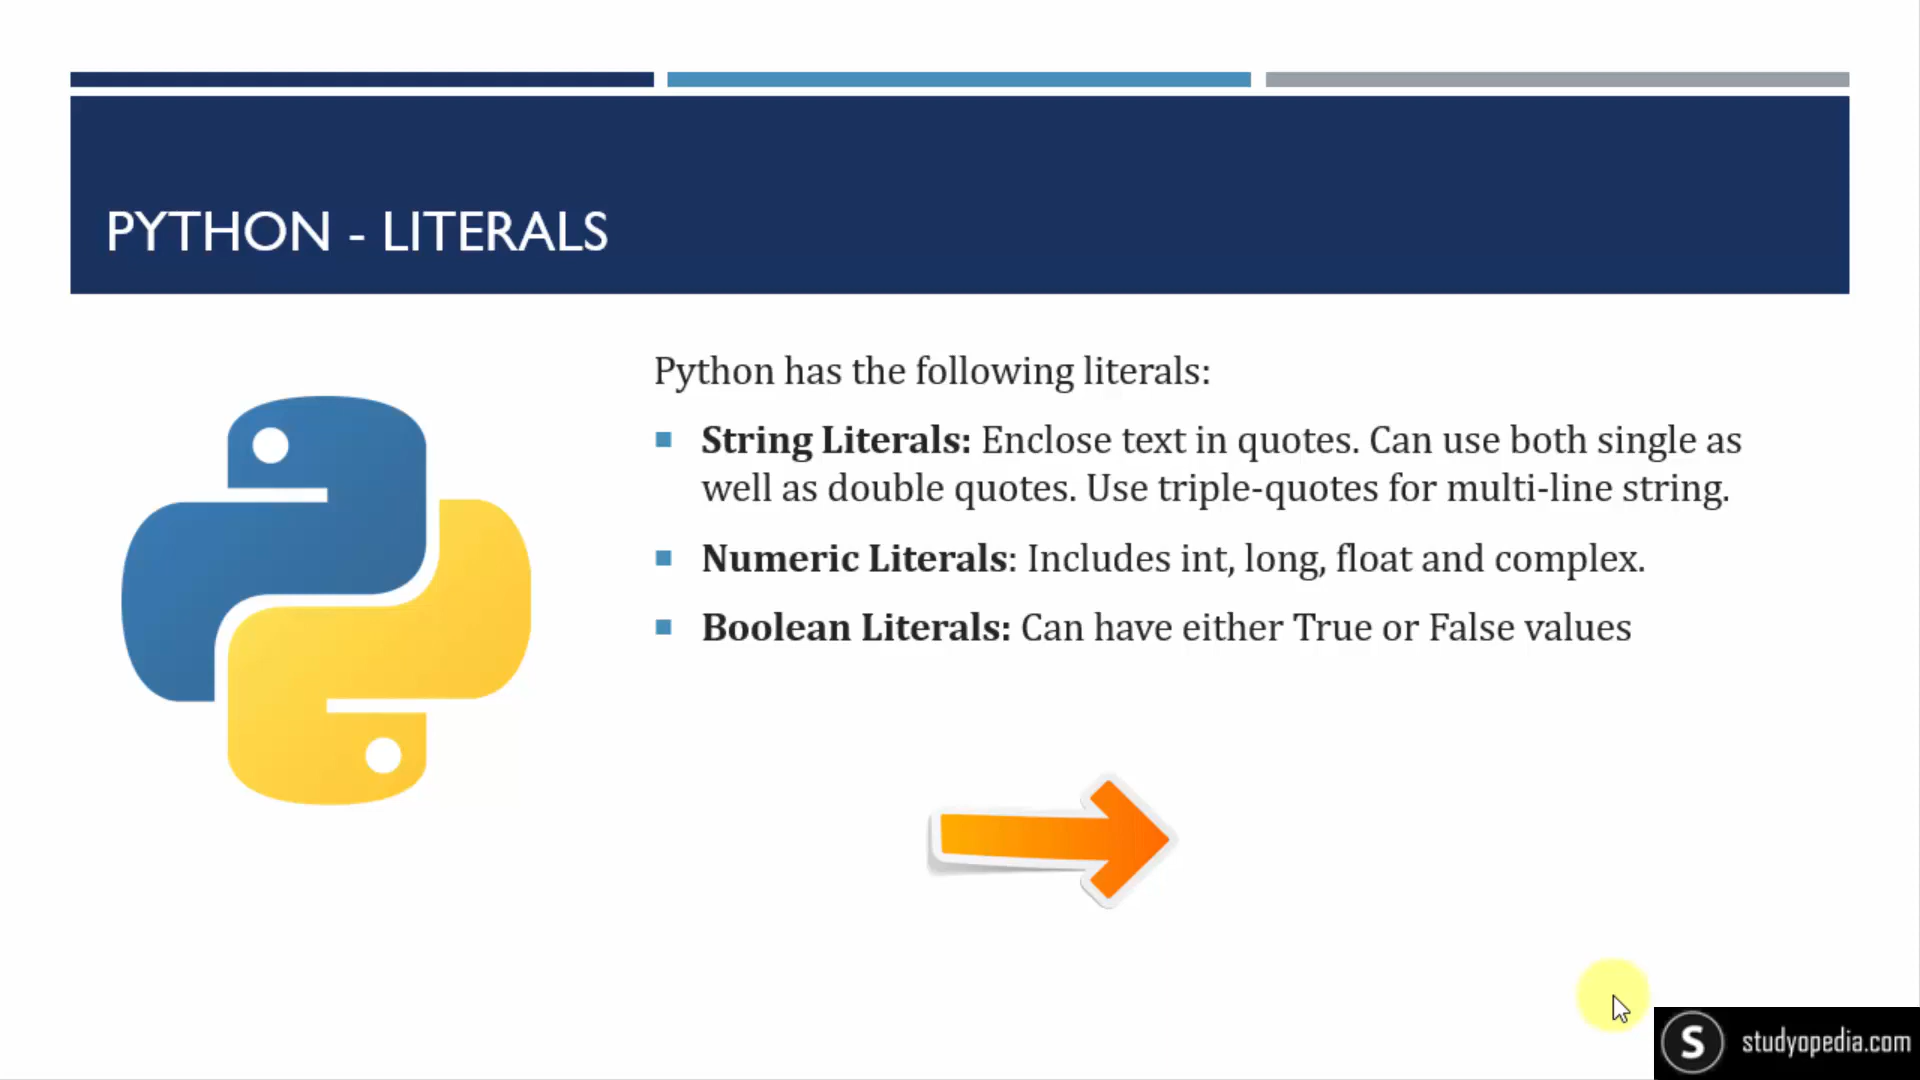 PYTHON - LITERALS
Python has the following literals:
String Literals: Enclose text in quotes. Can use both single as
well as double quotes. Use triple-quotes for multi-line string.
Numeric Literals: Includes int, long, float and complex.
Boolean Literals: Can have either True or False values
S studyopedia.com